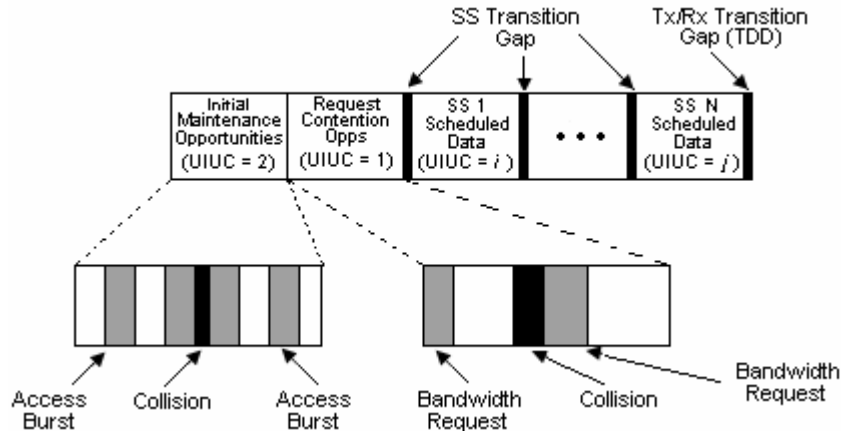 SS Transition
Gap
Tx/Rx Transition
Gap (TDD)
Initial
Maintenance
Opportunities
(UIUC = 2)
Request
Contention
Opps
(UIUC = 1)
SS 1
Scheduled
Data
(UIUC = i)
• • •
SS N
Scheduled
Data
(UIUC = j)
Access
Burst
Collision
Access
Burst
Bandwidth
Request
Collision
Bandwidth
Request